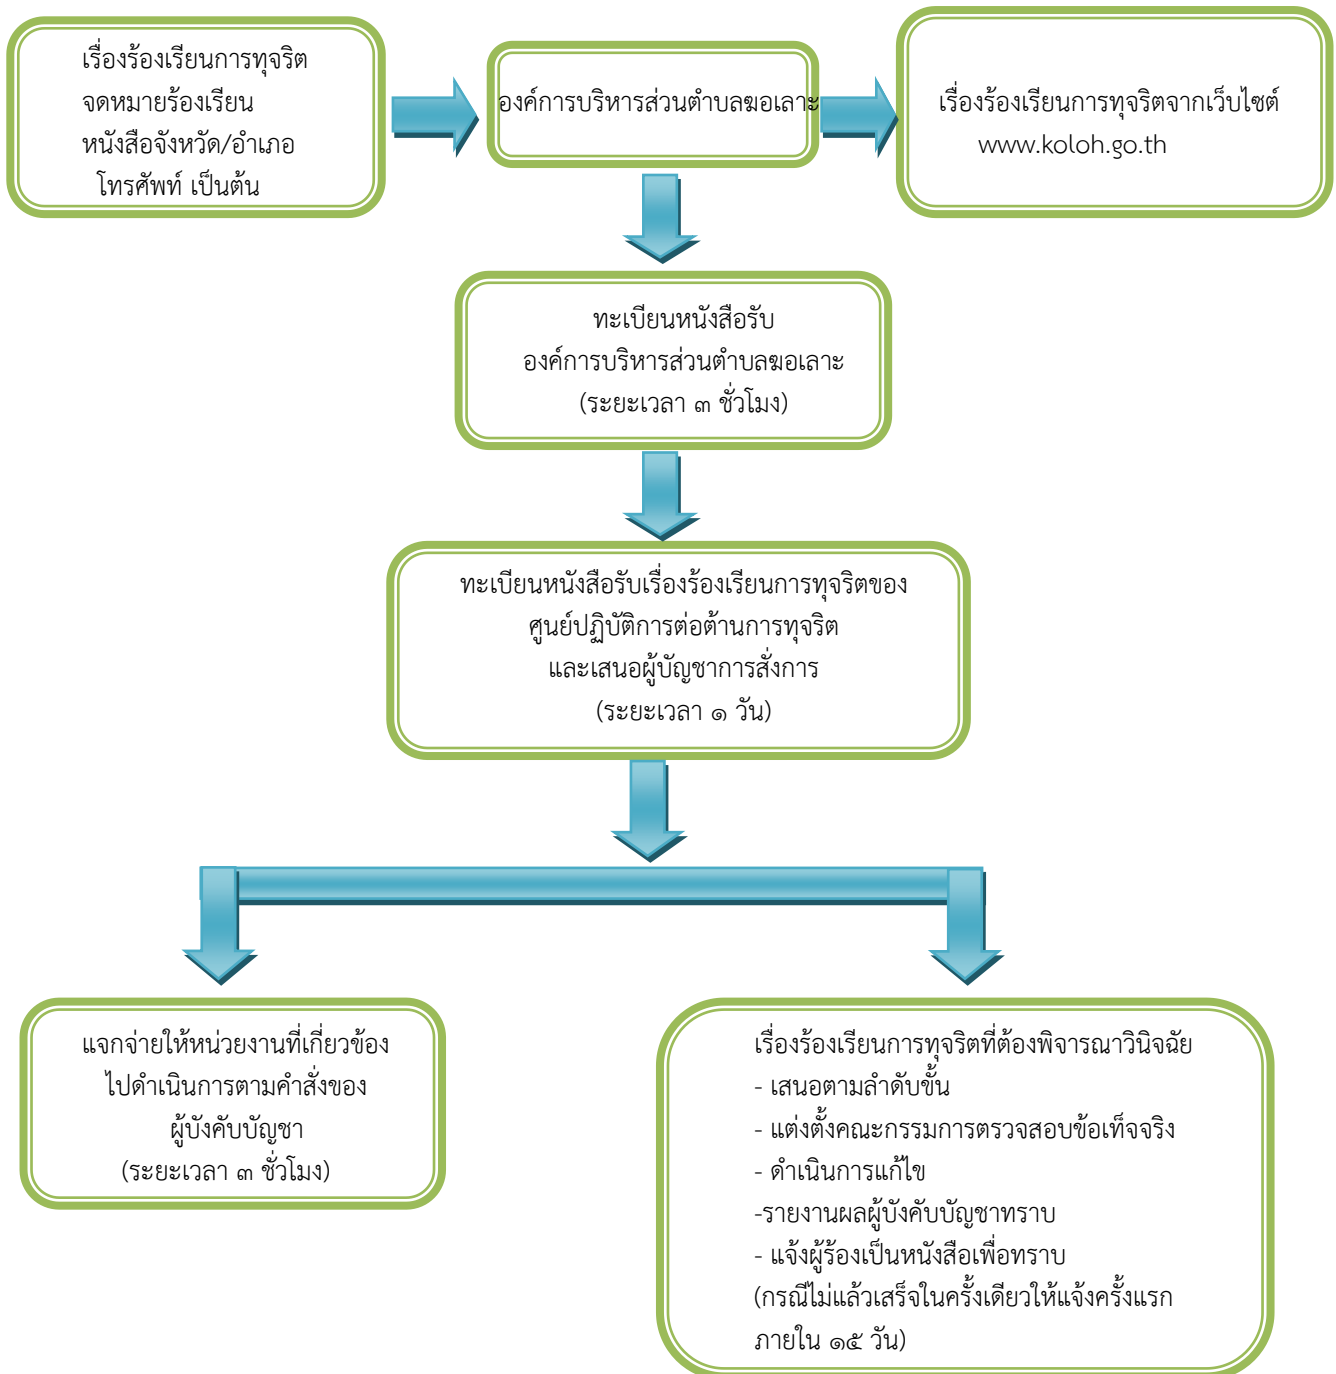 เรื่องร้องเรียนการทุจริต
จดหมายร้องเรียน
หนังสือจังหวัด/อำเภอ
โทรศัพท์ เป็นต้น
องค์การบริหารส่วนตำบลฆอเลาะ
เรื่องร้องเรียนการทุจริตจากเว็บไซต์
www.koloh.go.th
ทะเบียนหนังสือรับ
องค์การบริหารส่วนตำบลฆอเลาะ
(ระยะเวลา ๓ ชั่วโมง)
ทะเบียนหนังสือรับเรื่องร้องเรียนการทุจริตของ
ศูนย์ปฏิบัติการต่อต้านการทุจริต
และเสนอผู้บัญชาการสั่งการ
(ระยะเวลา ๑ วัน)
แจกจ่ายให้หน่วยงานที่เกี่ยวข้อง
ไปดำเนินการตามคำสั่งของ
ผู้บังคับบัญชา
(ระยะเวลา ๓ ชั่วโมง)
เรื่องร้องเรียนการทุจริตที่ต้องพิจารณาวินิจฉัย
- เสนอตามลำดับขั้น
- แต่งตั้งคณะกรรมการตรวจสอบข้อเท็จจริง
- ดำเนินการแก้ไข
-รายงานผลผู้บังคับบัญชาทราบ
- แจ้งผู้ร้องเป็นหนังสือเพื่อทราบ
(กรณีไม่แล้วเสร็จในครั้งเดียวให้แจ้งครั้งแรก
ภายใน ๑๕ วัน)